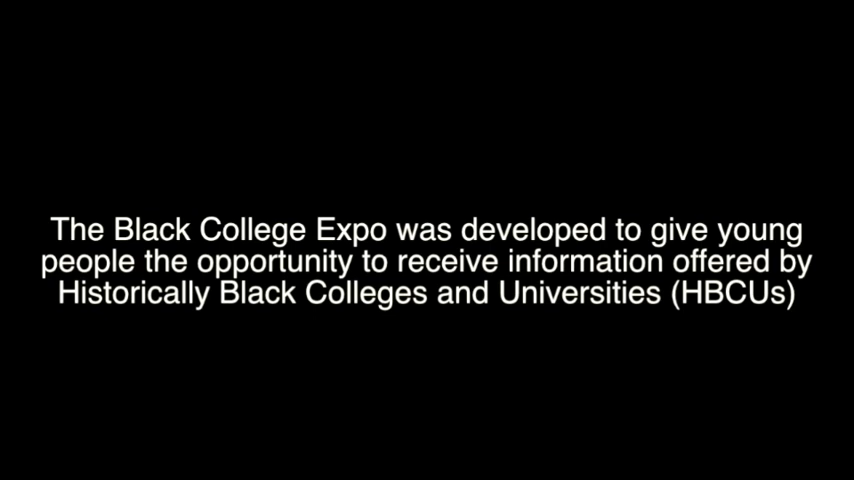 The Black College Expo was developed to give young
people the opportunity to receive information offered by
Historically Black Colleges and Universities (HBCUs)